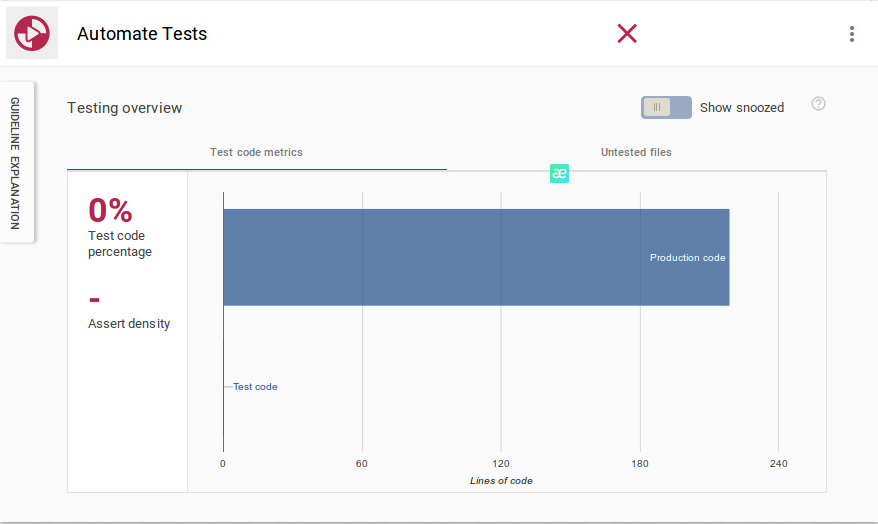 Automate Tests
GUIDELINE EXPLANATION
Testing overview
Show snoozed
?
Test code metrics
Untested files
æ
0%
Test code
percentage
-
Assert density
Production code
Test code
0
60
120
180
240
Lines of code